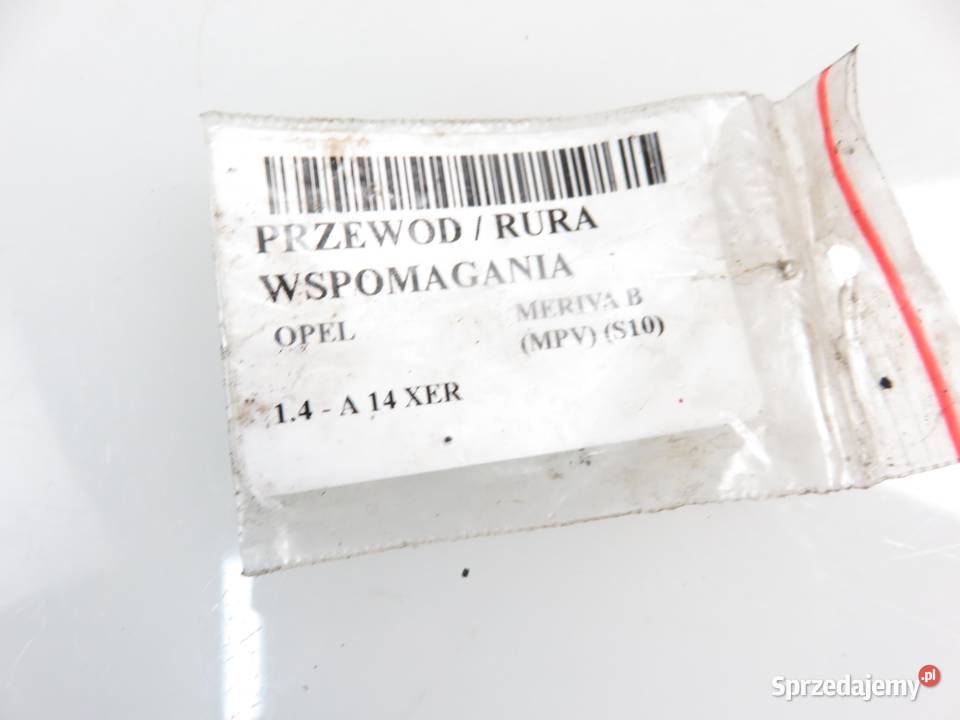 PRZEWOD / RURA
WSPOMAGANIA
OPEL MERIVA B
(MPV) (S10)
1.4 - A 14 XER
Sprzedajemy.pl